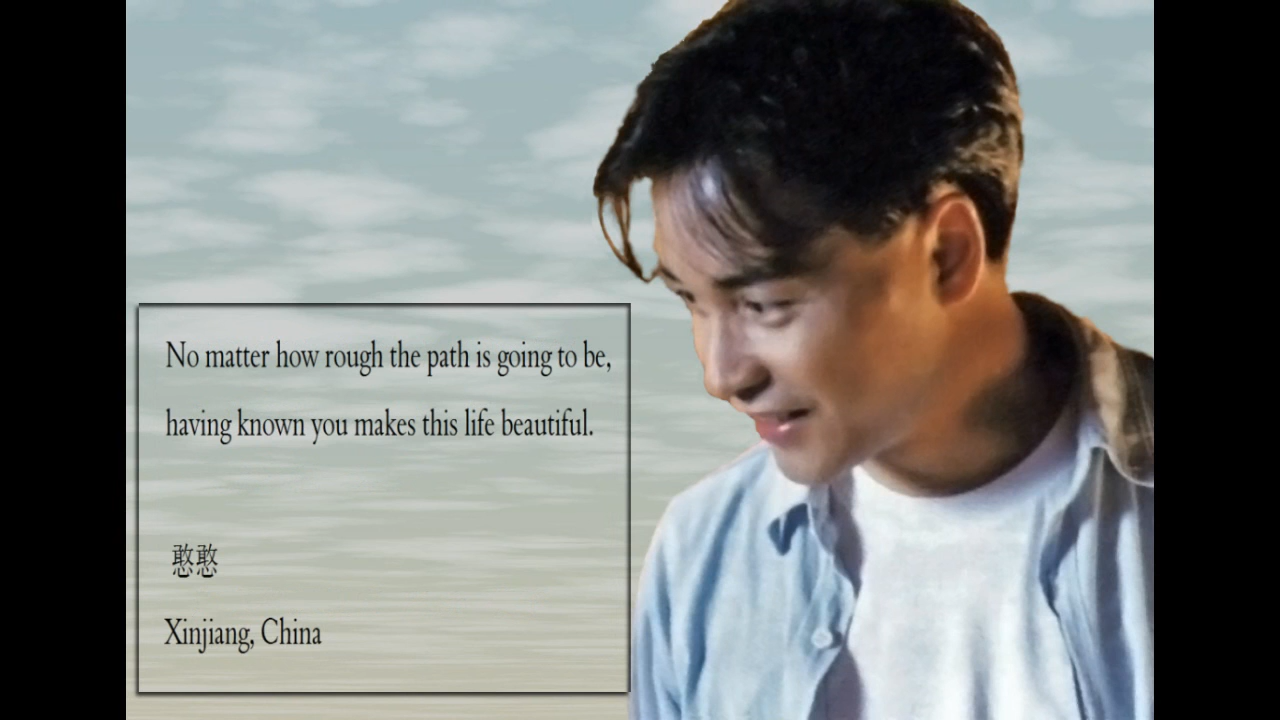 No matter how rough the path is going to be,
having known you makes this life beautiful.
憨憨
Xinjiang, China